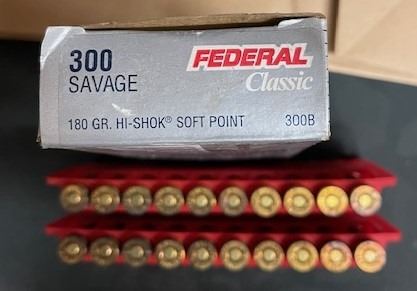 300
SAVAGE
FEDERAL
Classic
180 GR. HI-SHOK® SOFT POINT 300B